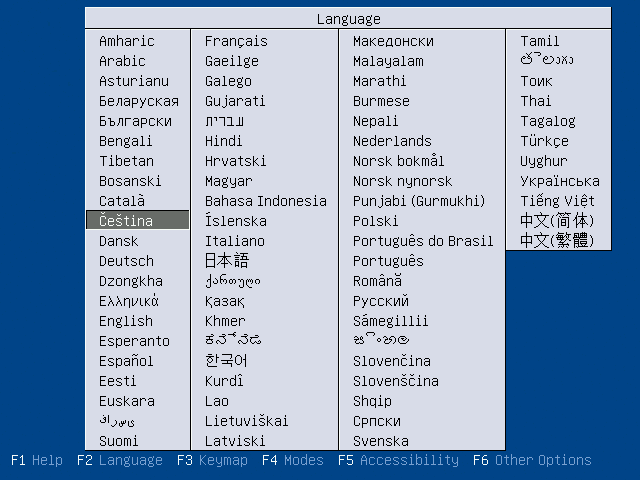 Language
Amharic
Arabic
Asturianu
Беларуская
Български
Bengali
Tibetan
Bosanski
Català
Čeština
Dansk
Deutsch
Dzongkha
Ελληνικά
English
Esperanto
Español
Eesti
Euskara
فارسی
Suomi
Français
Gaeilge
Galego
Gujarati
עברית
Hindi
Hrvatski
Magyar
Bahasa Indonesia
Íslenska
Italiano
日本語
ქართული
Қазақ
Khmer
ಕನ್ನಡ
한국어
Kurdî
Lao
Lietuviškai
Latviski
Македонски
Malayalam
Marathi
Burmese
Nepali
Nederlands
Norsk bokmål
Norsk nynorsk
Punjabi (Gurmukhi)
Polski
Português do Brasil
Português
Română
Русский
Sámegillii
සිංහල
Slovenčina
Slovenščina
Shqip
Српски
Svenska
Tamil
తెలుగు
Тоик
Thai
Tagalog
Türkçe
Uyghur
Українська
Tiếng Việt
中文(简体)
中文(繁體)
F1 Help F2 Language F3 Keymap F4 Modes F5 Accessibility F6 Other Options